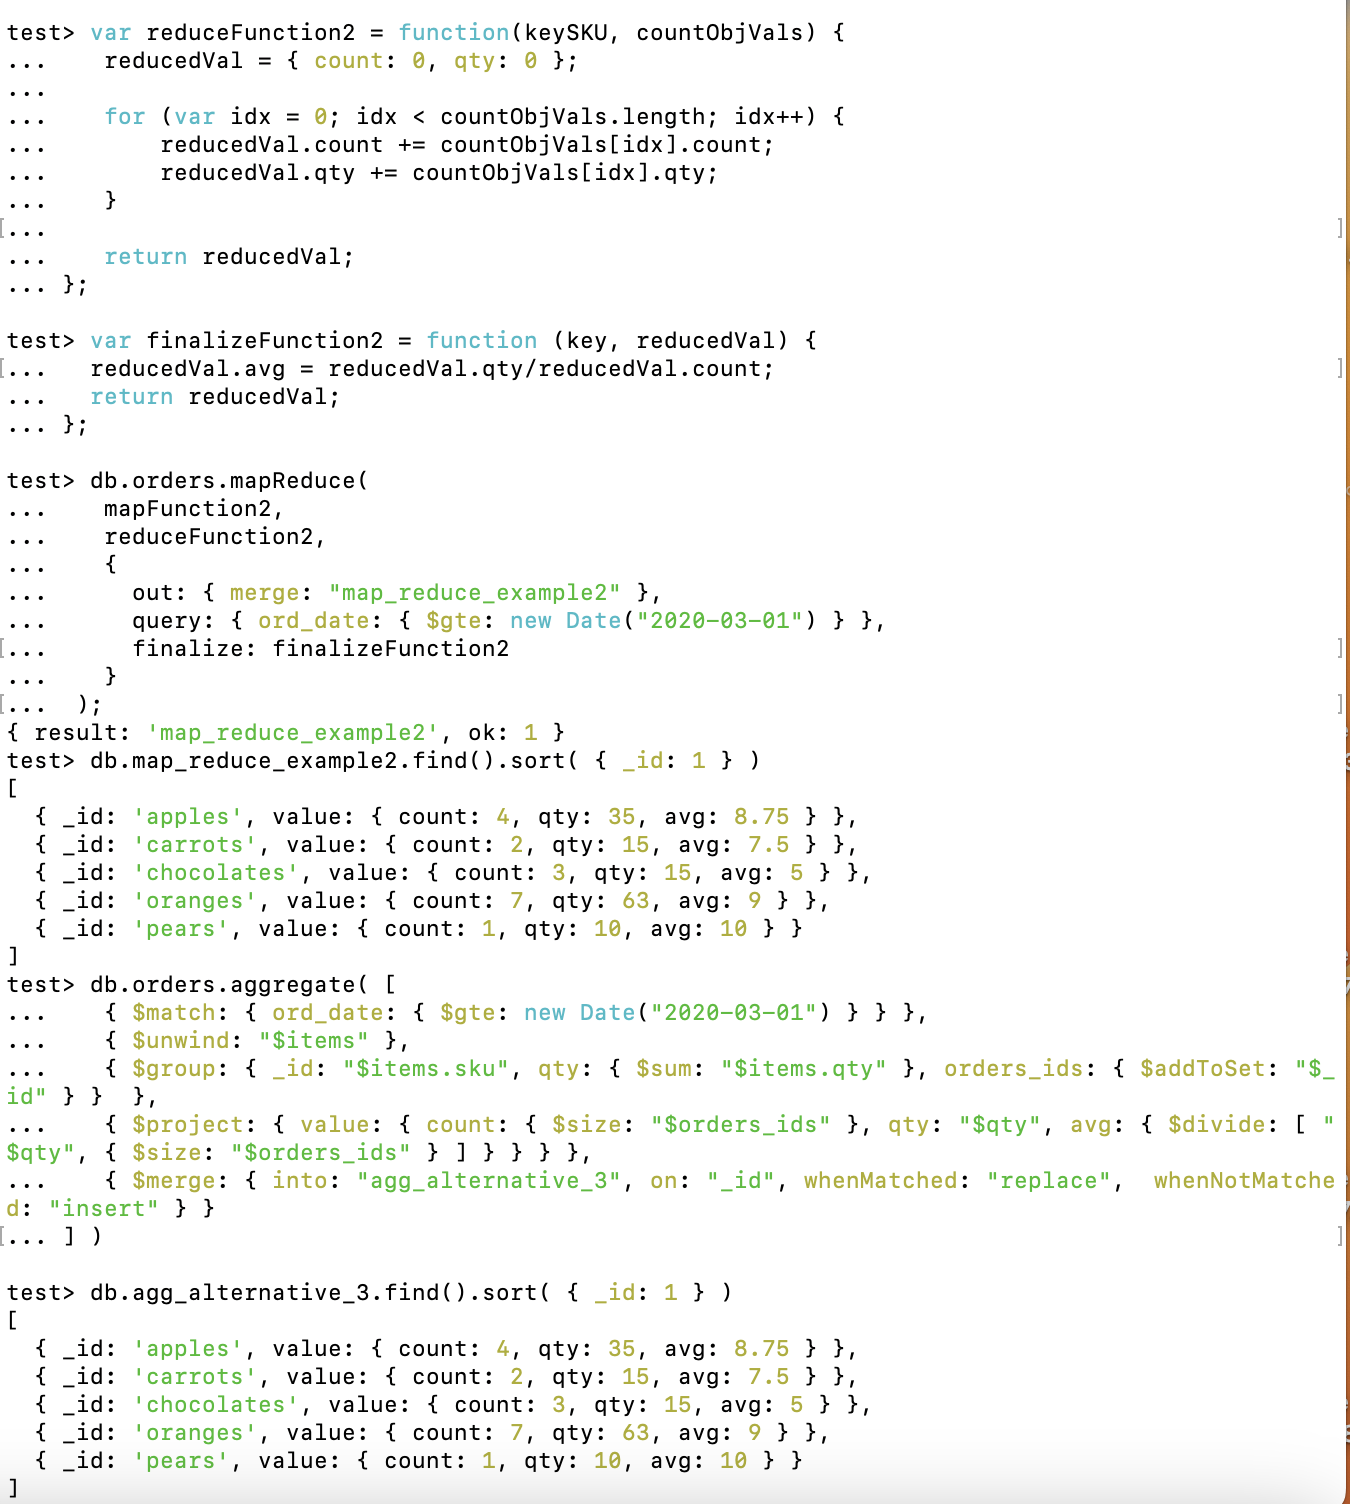 test> var reduceFunction2 = function(keySKU, countObjVals) {
...    reducedVal = { count: 0, qty: 0 };
...
...    for (var idx = 0; idx < countObjVals.length; idx++) {
...        reducedVal.count += countObjVals[idx].count;
...        reducedVal.qty += countObjVals[idx].qty;
...    }
[...                                                                                            ]
...    return reducedVal;
... };
test> var finalizeFunction2 = function (key, reducedVal) {
[...   reducedVal.avg = reducedVal.qty/reducedVal.count;                                        ]
...   return reducedVal;
... };
test> db.orders.mapReduce(
...    mapFunction2,
...    reduceFunction2,
...    {
...      out: { merge: "map_reduce_example2" },
...      query: { ord_date: { $gte: new Date("2020-03-01") } },
[...      finalize: finalizeFunction2                                                           ]
...    }
[...  );                                                                                        ]
{ result: 'map_reduce_example2', ok: 1 }
test> db.map_reduce_example2.find().sort( { _id: 1 } )
[
  { _id: 'apples', value: { count: 4, qty: 35, avg: 8.75 } },
  { _id: 'carrots', value: { count: 2, qty: 15, avg: 7.5 } },
  { _id: 'chocolates', value: { count: 3, qty: 15, avg: 5 } },
  { _id: 'oranges', value: { count: 7, qty: 63, avg: 9 } },
  { _id: 'pears', value: { count: 1, qty: 10, avg: 10 } }
]
test> db.orders.aggregate( [
...    { $match: { ord_date: { $gte: new Date("2020-03-01") } } },
...    { $unwind: "$items" },
...    { $group: { _id: "$items.sku", qty: { $sum: "$items.qty" }, orders_ids: { $addToSet: "$_
id" } }  },
...    { $project: { value: { count: { $size: "$orders_ids" }, qty: "$qty", avg: { $divide: [ "
$qty", { $size: "$orders_ids" } ] } } } },
...    { $merge: { into: "agg_alternative_3", on: "_id", whenMatched: "replace",  whenNotMatche
d: "insert" } }
[... ] )                                                                                        ]
test> db.agg_alternative_3.find().sort( { _id: 1 } )
[
  { _id: 'apples', value: { count: 4, qty: 35, avg: 8.75 } },
  { _id: 'carrots', value: { count: 2, qty: 15, avg: 7.5 } },
  { _id: 'chocolates', value: { count: 3, qty: 15, avg: 5 } },
  { _id: 'oranges', value: { count: 7, qty: 63, avg: 9 } },
  { _id: 'pears', value: { count: 1, qty: 10, avg: 10 } }
]